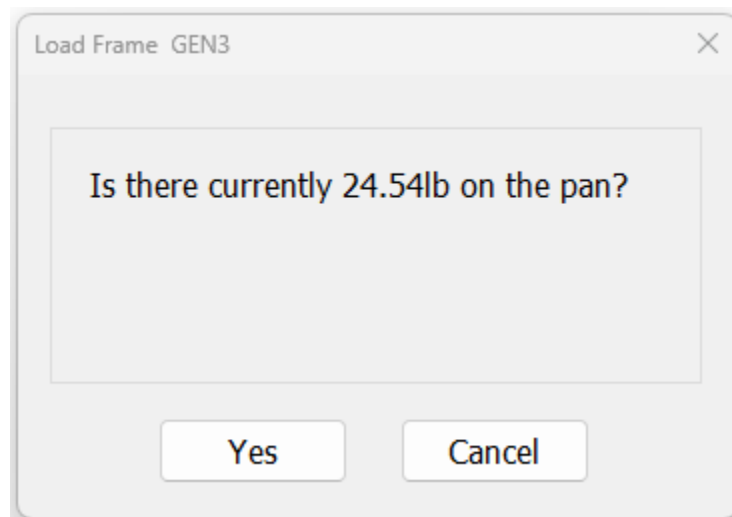 Load Frame GEN3
Is there currently 24.54lb on the pan?
Yes
Cancel